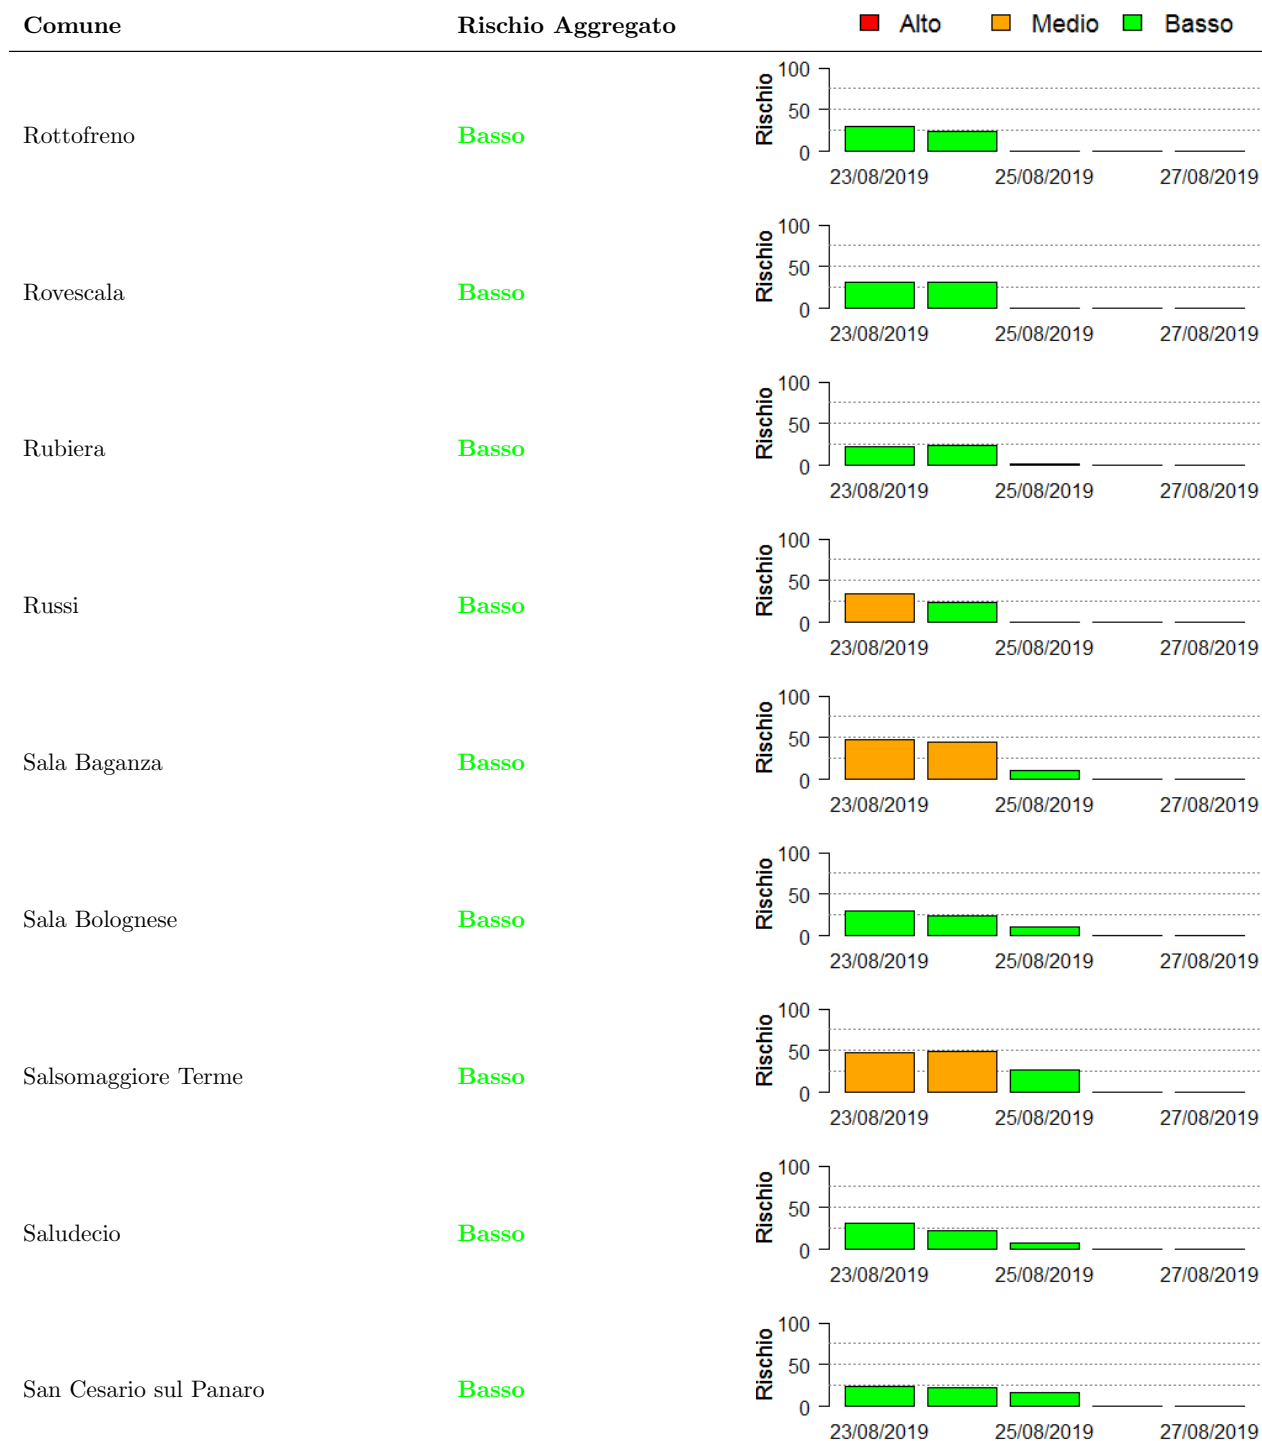 Comune Rischio Aggregato Alto Medio Basso
Rottofreno Basso Rischio 100 50 0
23/08/2019 25/08/2019 27/08/2019
Rovescala Basso Rischio 100 50 0
23/08/2019 25/08/2019 27/08/2019
Rubiera Basso Rischio 100 50 0
23/08/2019 25/08/2019 27/08/2019
Russi Basso Rischio 100 50 0
23/08/2019 25/08/2019 27/08/2019
Sala Baganza Basso Rischio 100 50 0
23/08/2019 25/08/2019 27/08/2019
Sala Bolognese Basso Rischio 100 50 0
23/08/2019 25/08/2019 27/08/2019
Salsomaggiore Terme Basso Rischio 100 50 0
23/08/2019 25/08/2019 27/08/2019
Saludecio Basso Rischio 100 50 0
23/08/2019 25/08/2019 27/08/2019
San Cesario sul Panaro Basso Rischio 100 50 0
23/08/2019 25/08/2019 27/08/2019